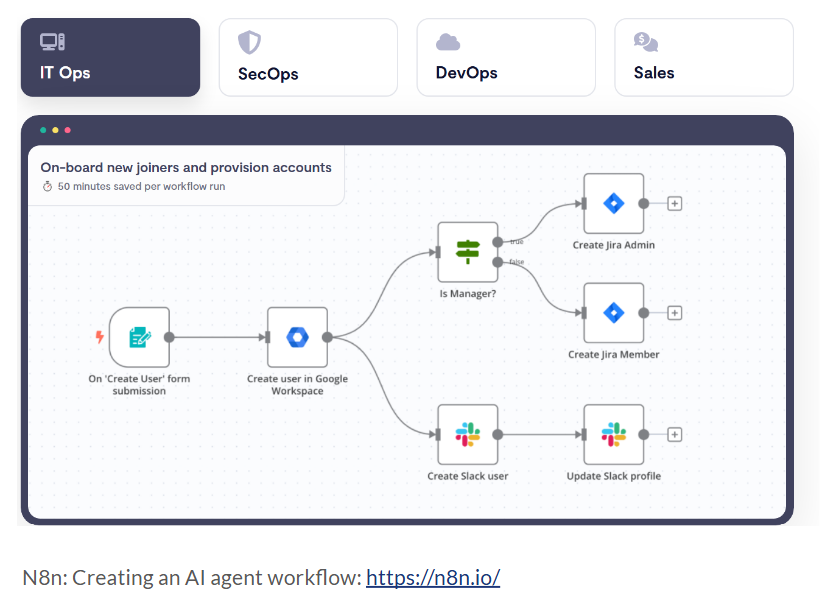 IT Ops
SecOps
DevOps
Sales
On-board new joiners and provision accounts
50 minutes saved per workflow run
Create Jira Admin
true
false
Is Manager?
Create Jira Member
On 'Create User' form
submission
Create user in Google
Workspace
Create Slack user
Update Slack profile
N8n: Creating an AI agent workflow: https://n8n.io/